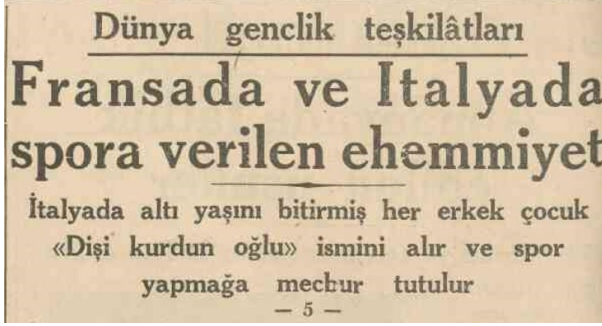 Dünya genclik teşkilâtları
Fransada ve Italyada
spora verilen ehemmiyet
İtalyada altı yaşını bitirmiş her erkek çocuk
«Dişi kurdun oğlu» ismini alır ve spor
yapmağa mecbur tutulur
— 5 —